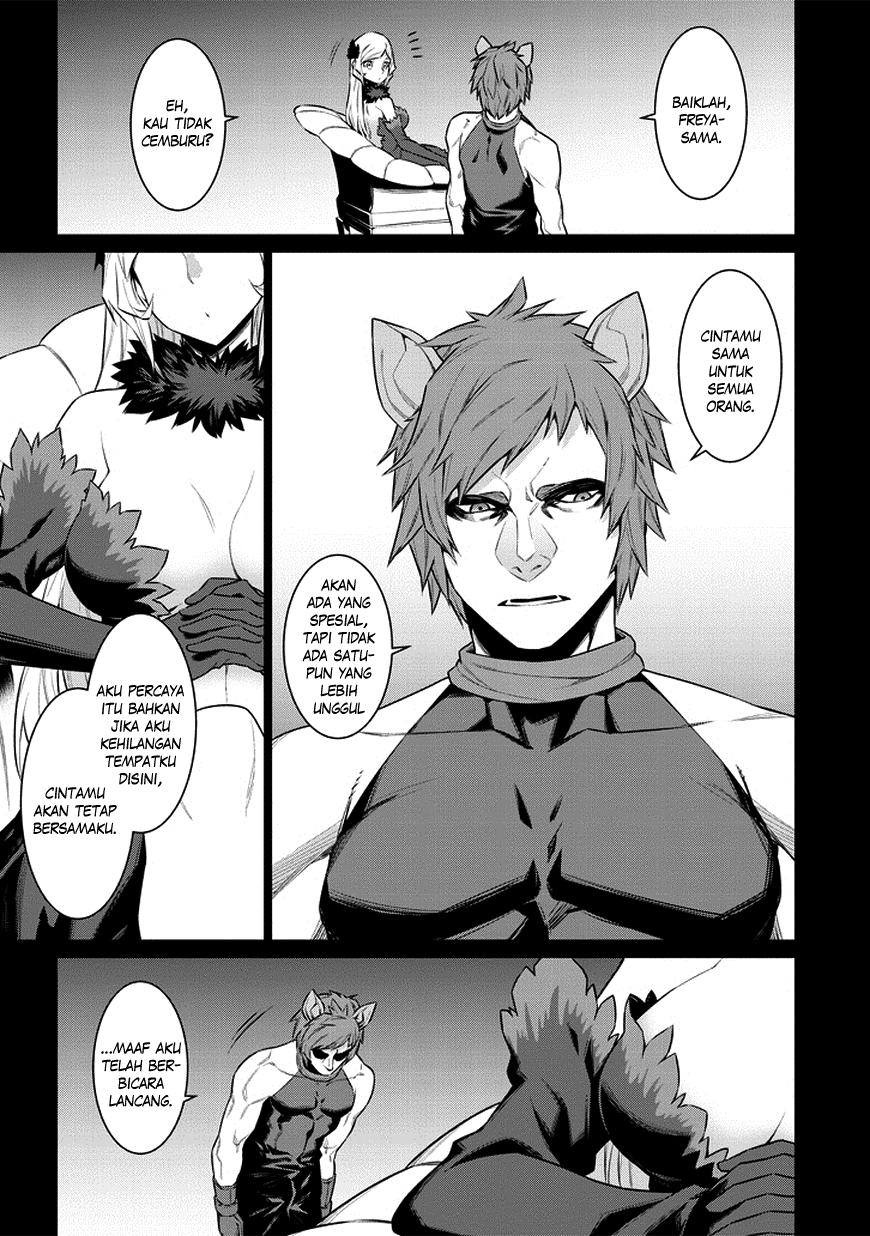 BAIKLAH,
FREYA-
SAMA.
EH,
KAU TIDAK
CEMBURU?
CINTAMU
SAMA
UNTUK
SEMUA
ORANG.
AKAN
ADA YANG
SPESIAL,
TAPI TIDAK
ADA SATU-
PUN YANG
LEBIH
UNGGUL
AKU PERCAYA
ITU BAHKAN
JIKA AKU
KEHILANGAN
TEMPATKU
DISINI,
CINTAMU
AKAN TETAP
BERSAMAKU.
...MAAF AKU
TELAH BER-
BICARA
LANCANG.